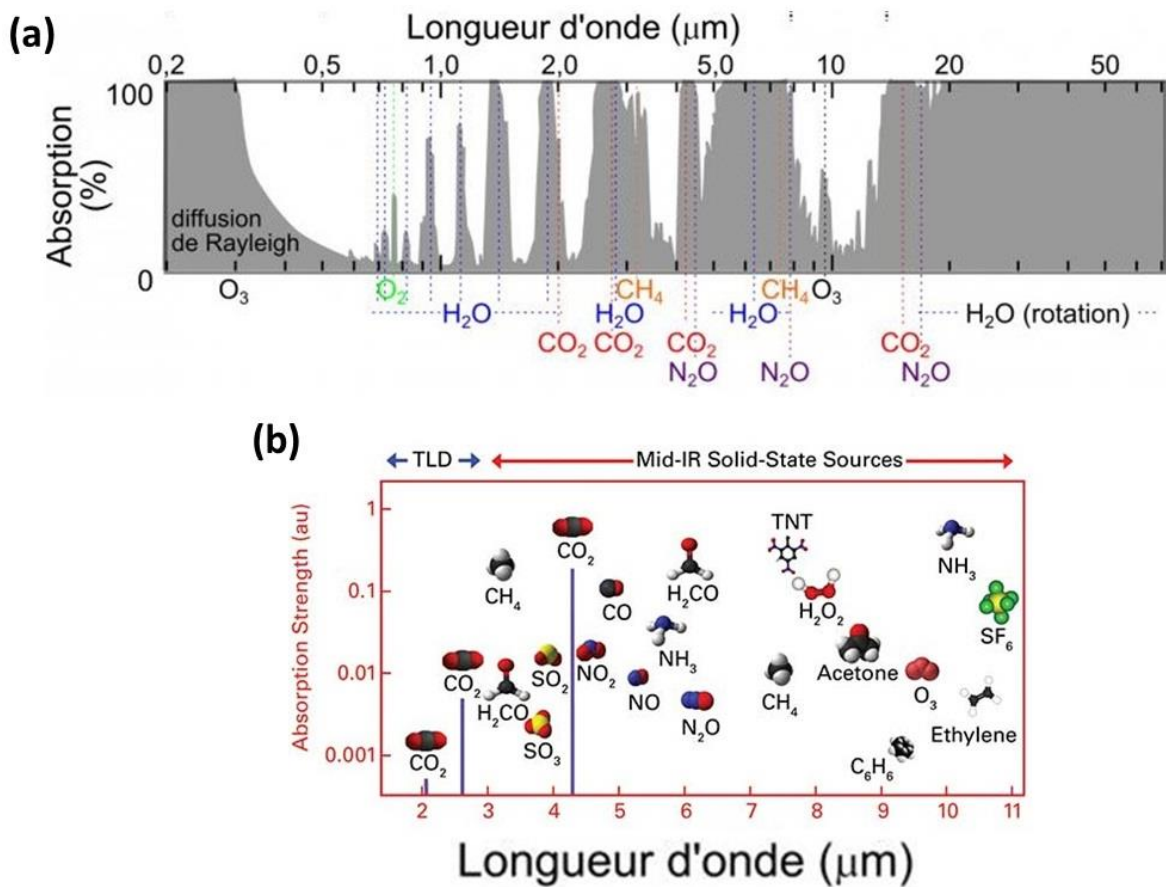 (a)
Longueur d'onde (μm)
0,2 0,5 1,0 2,0 5,0 10 20 50
100
Absorption
(%)
diffusion
de Rayleigh
0
O₃ O₂ CH₄ CH₄ O₃
H₂O H₂O H₂O H₂O (rotation)
CO₂ CO₂ CO₂ CO₂
N₂O N₂O N₂O
(b)
TLD Mid-IR Solid-State Sources
Absorption Strength (au)
1
0.1
0.01
0.001
TNT
CO₂
NH₃
CH₄
H₂CO
CO
H₂O₂
SF₆
NH₃
SO₂
NO₂
CO₂
H₂CO
NO
CH₄
Acetone
O₃
SO₃
N₂O
Ethylene
CO₂
C₆H₆
2 3 4 5 6 7 8 9 10 11
Longueur d'onde (μm)